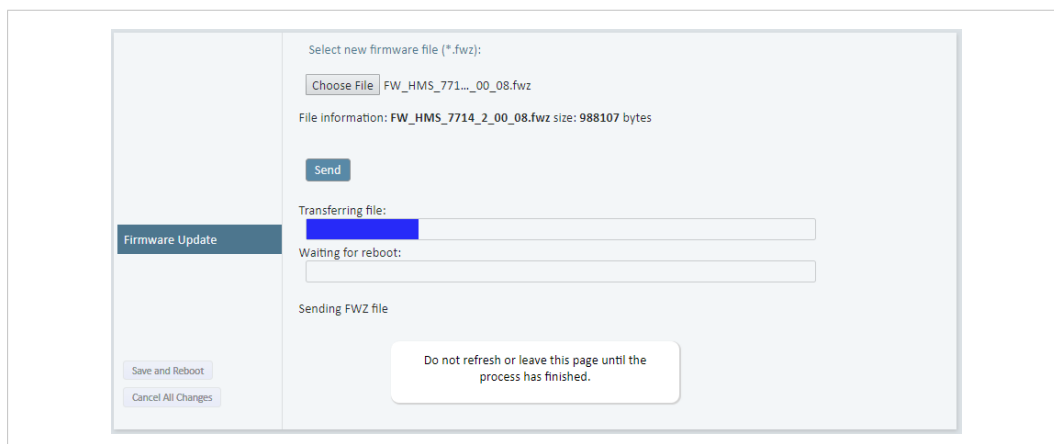 Select new firmware file (*.fwz):
Choose File FW_HMS_771..._00_08.fwz
File information: FW_HMS_7714_2_00_08.fwz size: 988107 bytes
Send
Transferring file:
Firmware Update
Waiting for reboot:
Sending FWZ file
Do not refresh or leave this page until the
process has finished.
Save and Reboot
Cancel All Changes